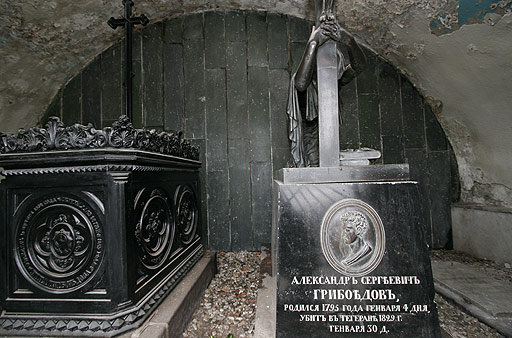 АЛЕКСАНДРЪ СЕРГѢЕВИЧЪ
ГРИБОѢДОВЪ,
РОДИЛСЯ 1795 ГОДА ГЕНВАРЯ 4 ДНЯ,
УБИТЪ ВЪ ТЕГЕРАНѢ 1829. Г.
ГЕНВАРЯ 30 Д.